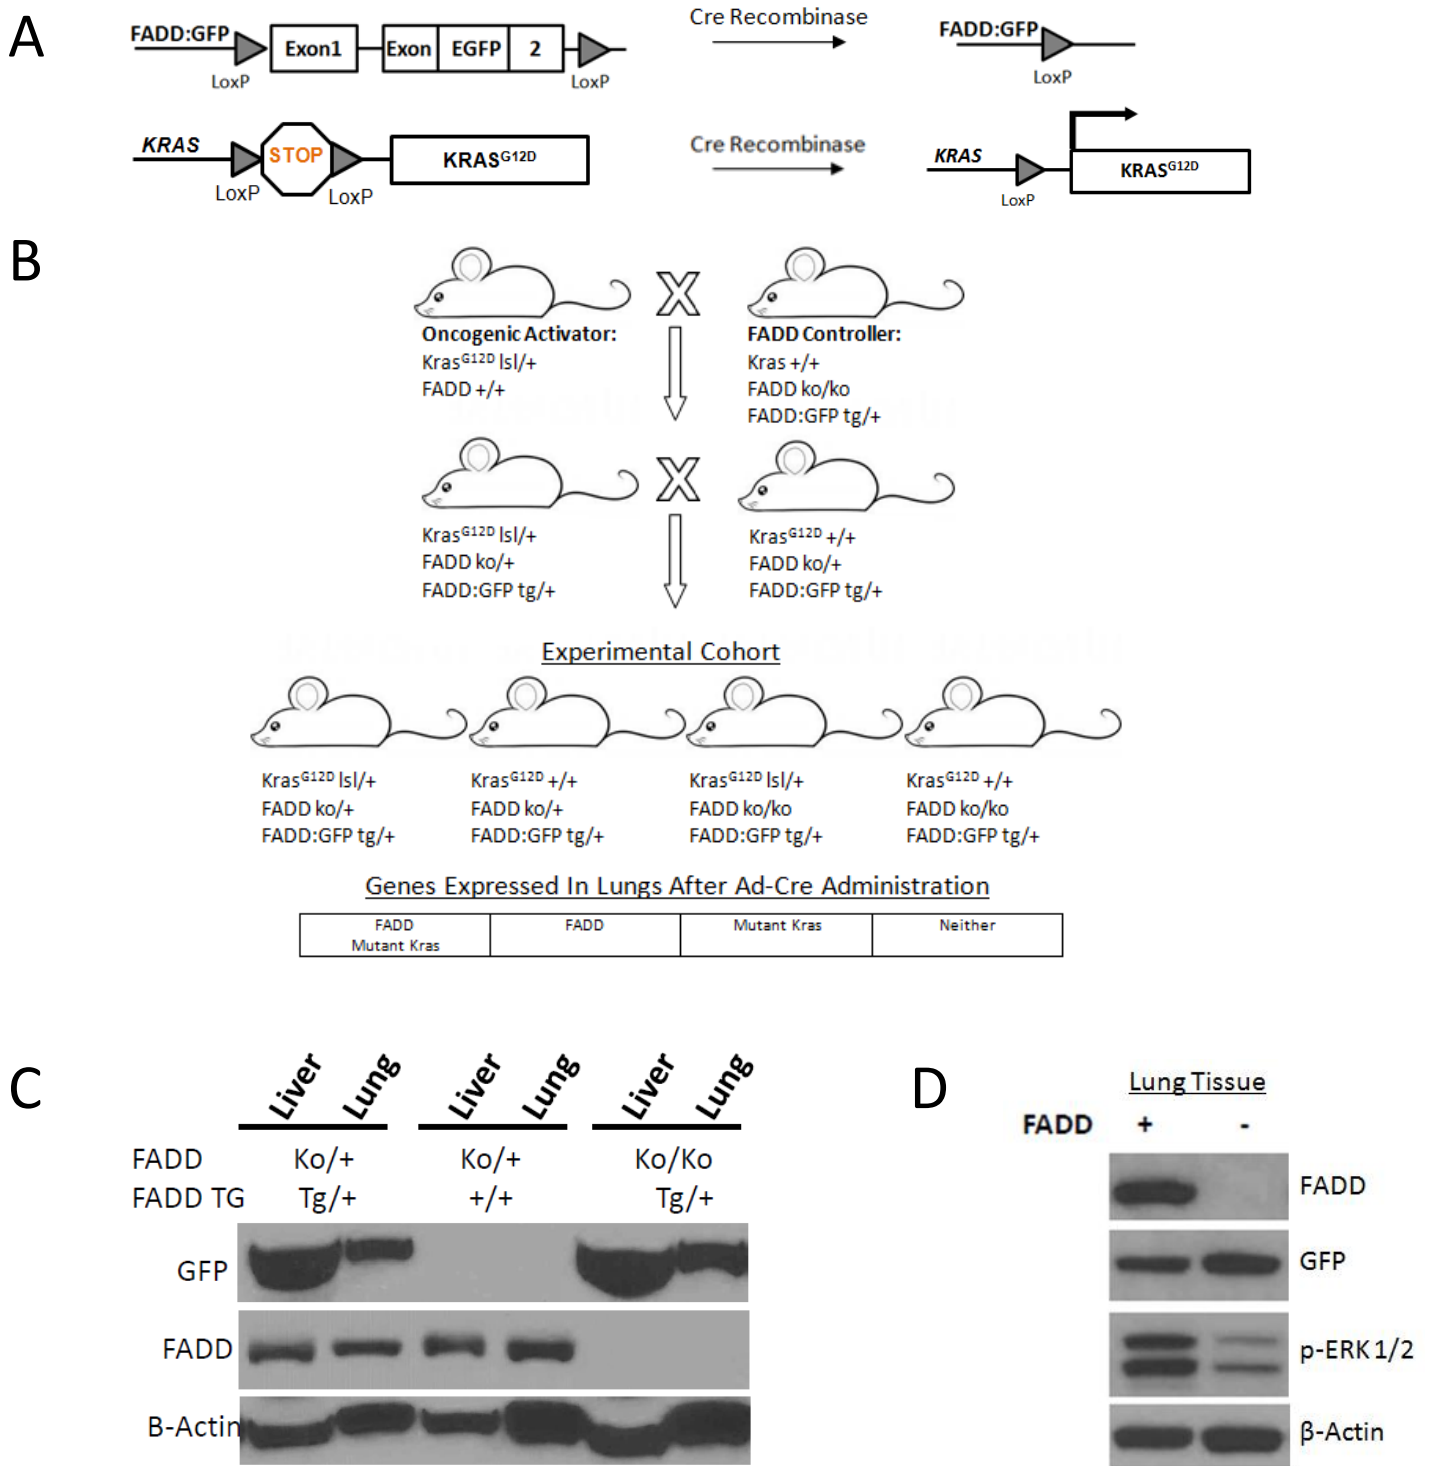 A
FADD:GFP
Exon1
Exon
EGFP
2
LoxP
LoxP
Cre Recombinase
FADD:GFP
LoxP
KRAS
STOP
KRASG12D
LoxP
LoxP
Cre Recombinase
KRAS
KRASG12D
LoxP
B
X
Oncogenic Activator:
KrasG12D lsl/+
FADD +/+
FADD Controller:
Kras +/+
FADD ko/ko
FADD:GFP tg/+
X
KrasG12D lsl/+
FADD ko/+
FADD:GFP tg/+
KrasG12D +/+
FADD ko/+
FADD:GFP tg/+
Experimental Cohort
KrasG12D lsl/+
FADD ko/+
FADD:GFP tg/+
KrasG12D +/+
FADD ko/+
FADD:GFP tg/+
KrasG12D lsl/+
FADD ko/ko
FADD:GFP tg/+
KrasG12D +/+
FADD ko/ko
FADD:GFP tg/+
Genes Expressed In Lungs After Ad-Cre Administration
FADD
Mutant Kras
FADD
Mutant Kras
Neither
C
Liver Lung Liver Lung Liver Lung
FADD Ko/+ Ko/+ Ko/Ko
FADD TG Tg/+ +/+ Tg/+
GFP
FADD
B-Actin
D
Lung Tissue
FADD + -
FADD
GFP
p-ERK 1/2
β-Actin